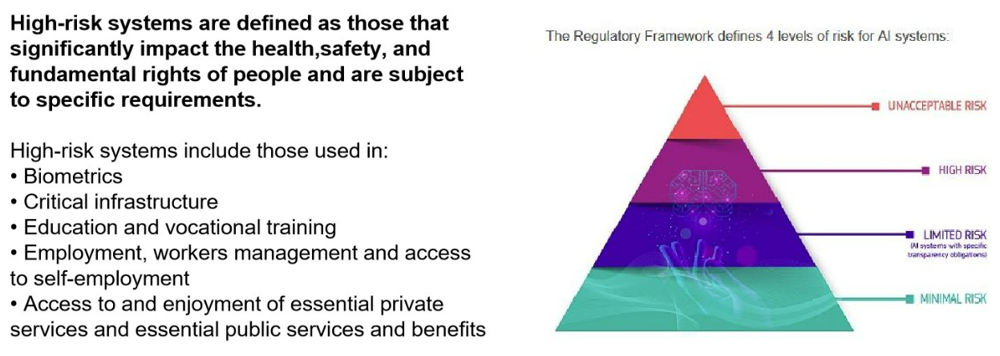 High-risk systems are defined as those that
significantly impact the health,safety, and
fundamental rights of people and are subject
to specific requirements.
High-risk systems include those used in:
• Biometrics
• Critical infrastructure
• Education and vocational training
• Employment, workers management and access
to self-employment
• Access to and enjoyment of essential private
services and essential public services and benefits
The Regulatory Framework defines 4 levels of risk for AI systems:
UNACCEPTABLE RISK
HIGH RISK
LIMITED RISK
(AI systems with specific
transparency obligations)
MINIMAL RISK